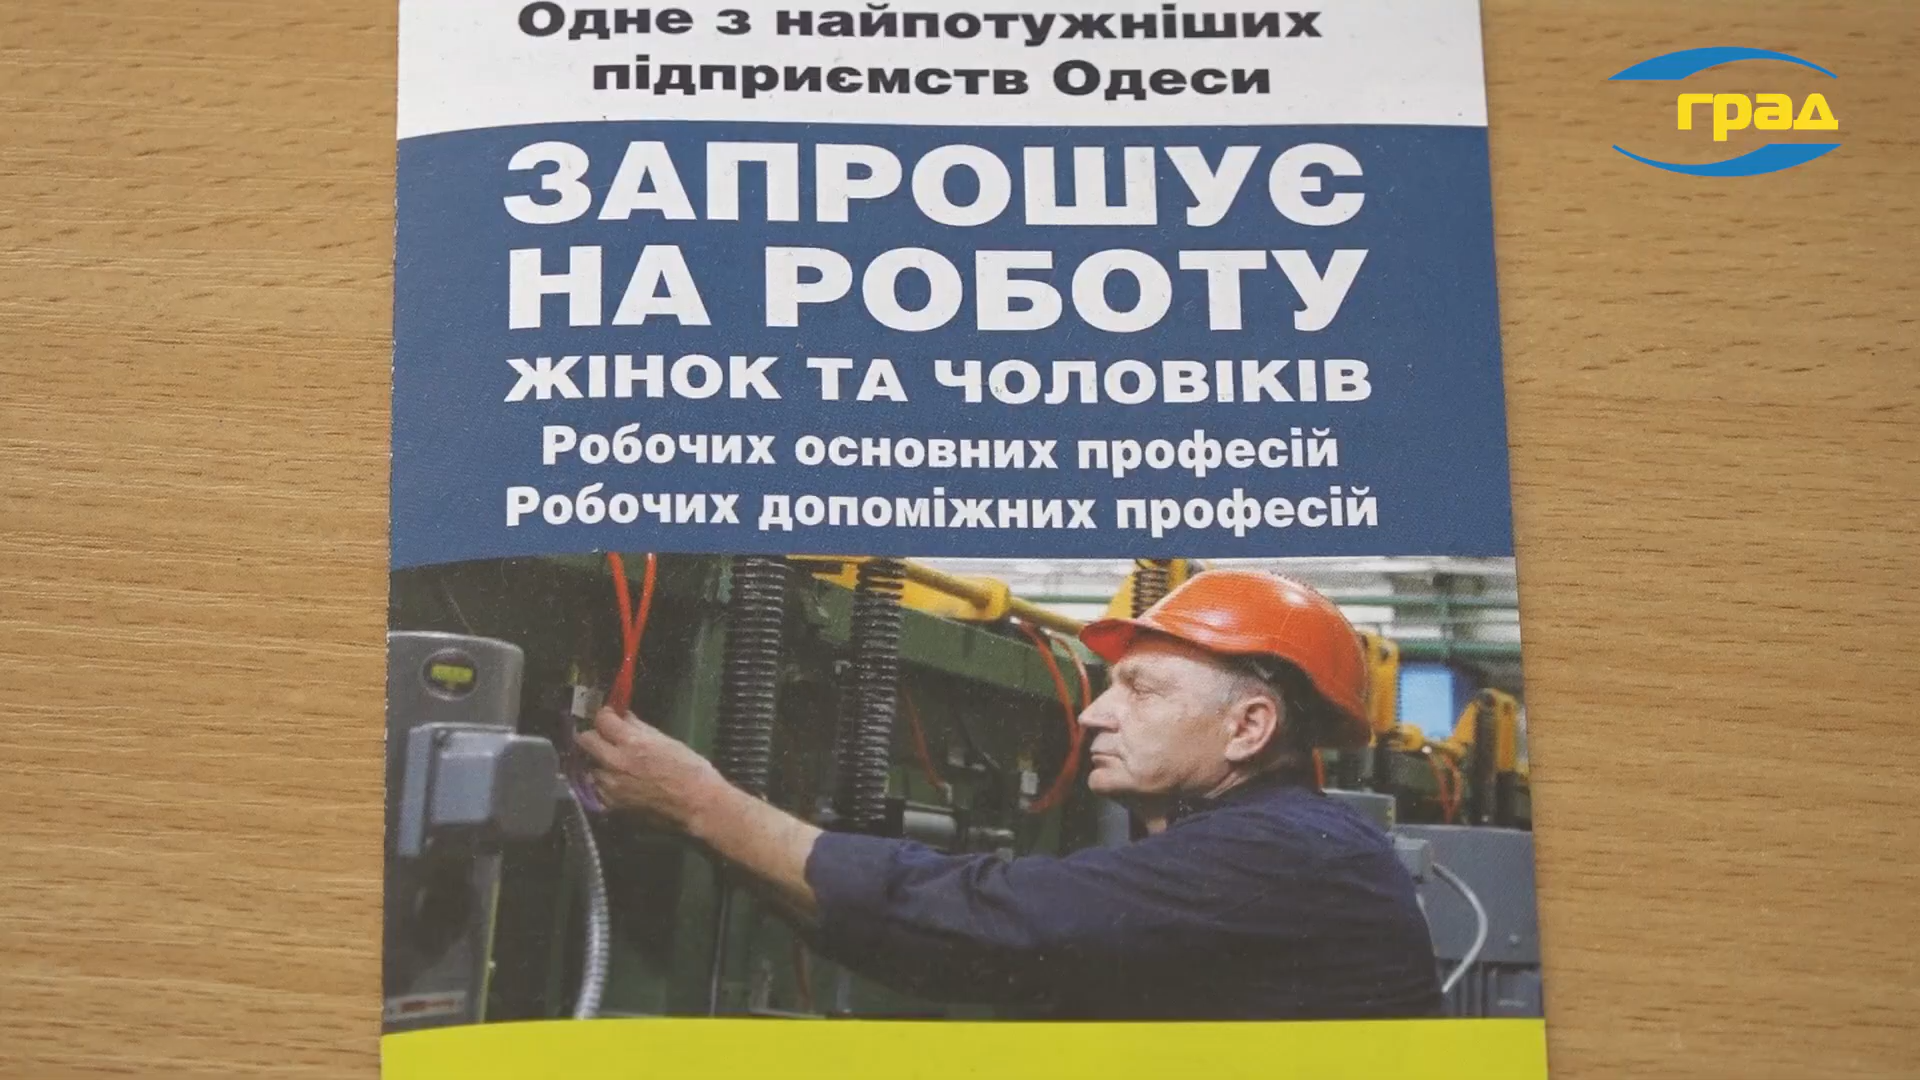 Одне з найпотужніших
підприємств Одеси
град
ЗАПРОШУЄ
НА РОБОТУ
ЖІНОК ТА ЧОЛОВІКІВ
Робочих основних професій
Робочих допоміжних професій